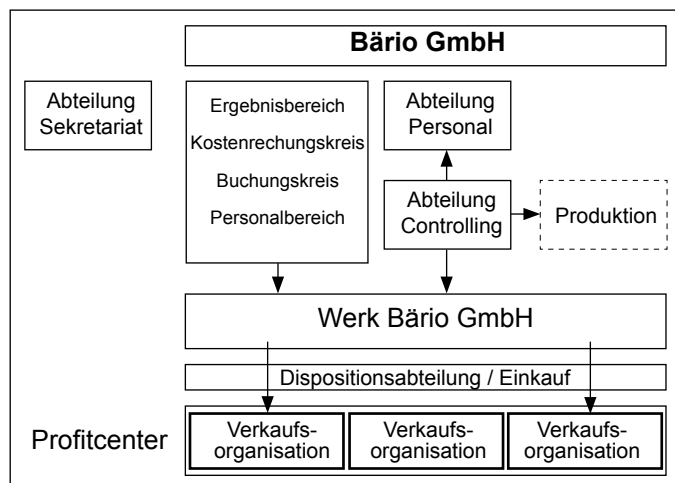 Bärio GmbH
Abteilung
Sekretariat
Ergebnisbereich
Kostenrechungskreis
Buchungskreis
Personalbereich
Abteilung
Personal
Abteilung
Controlling
Produktion
Werk Bärio GmbH
Dispositionsabteilung / Einkauf
Profitcenter
Verkaufs-
organisation
Verkaufs-
organisation
Verkaufs-
organisation